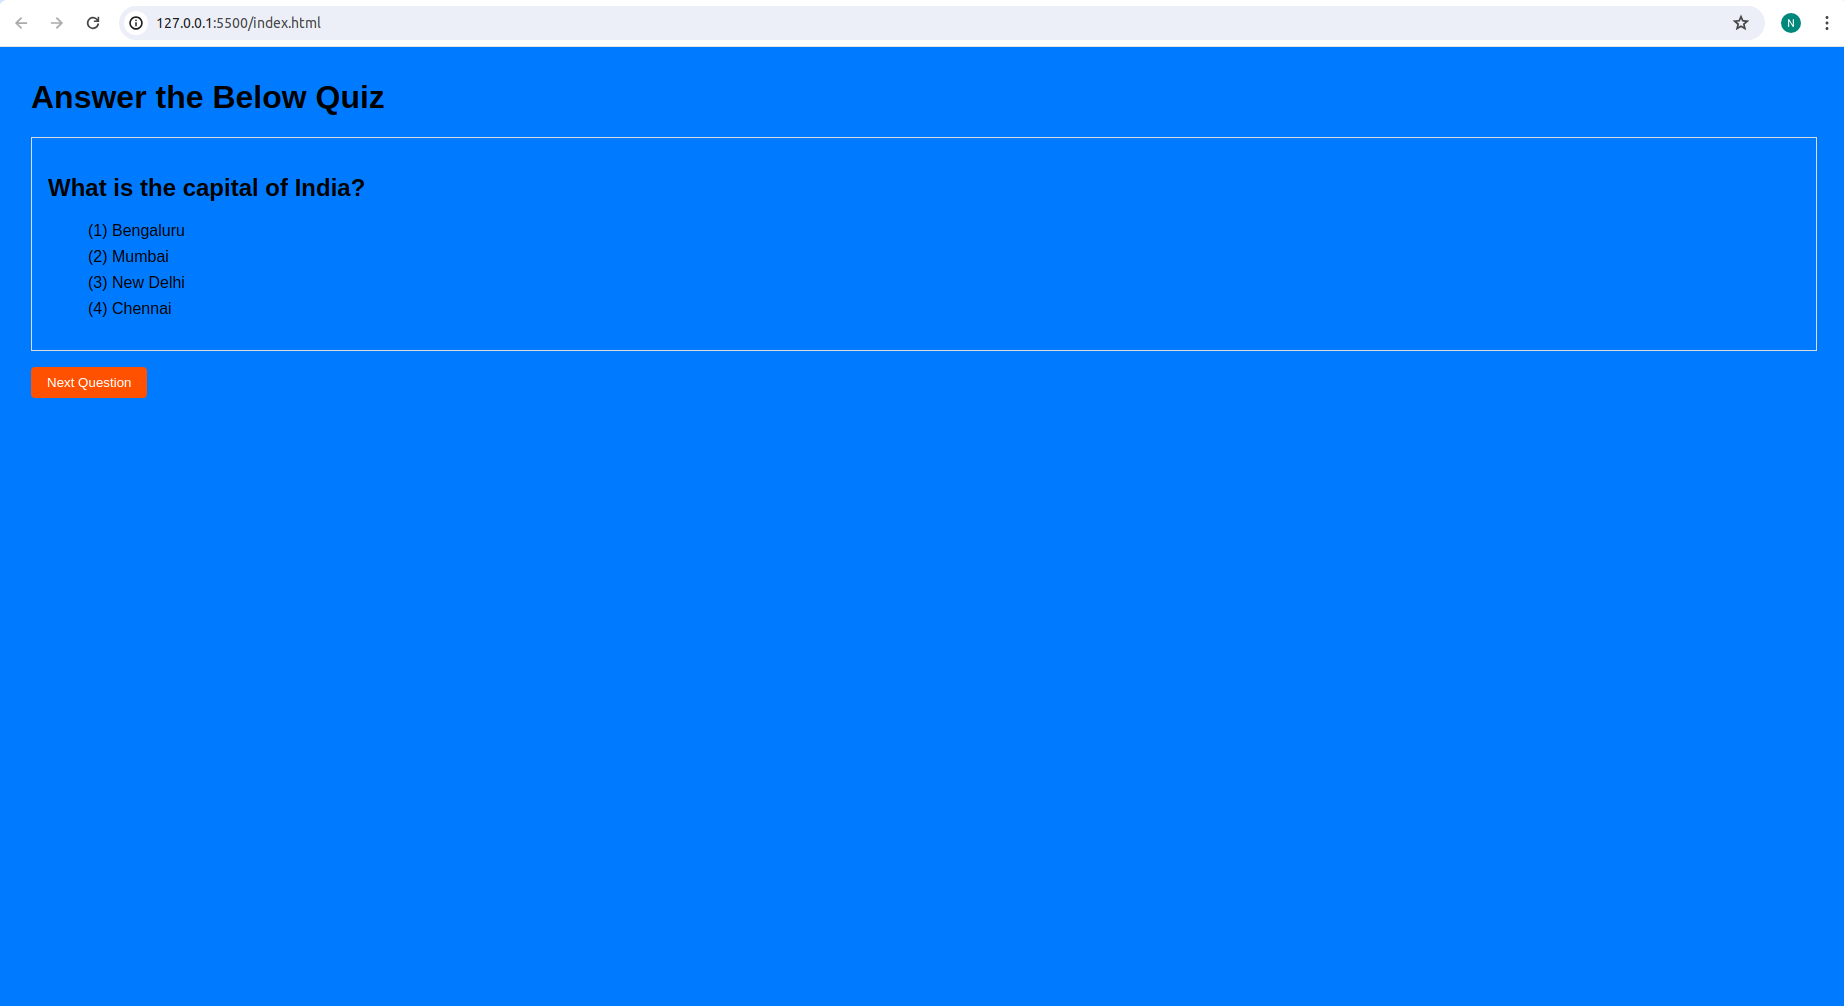 127.0.0.1:5500/index.html
N
Answer the Below Quiz
What is the capital of India?
(1) Bengaluru
(2) Mumbai
(3) New Delhi
(4) Chennai
Next Question